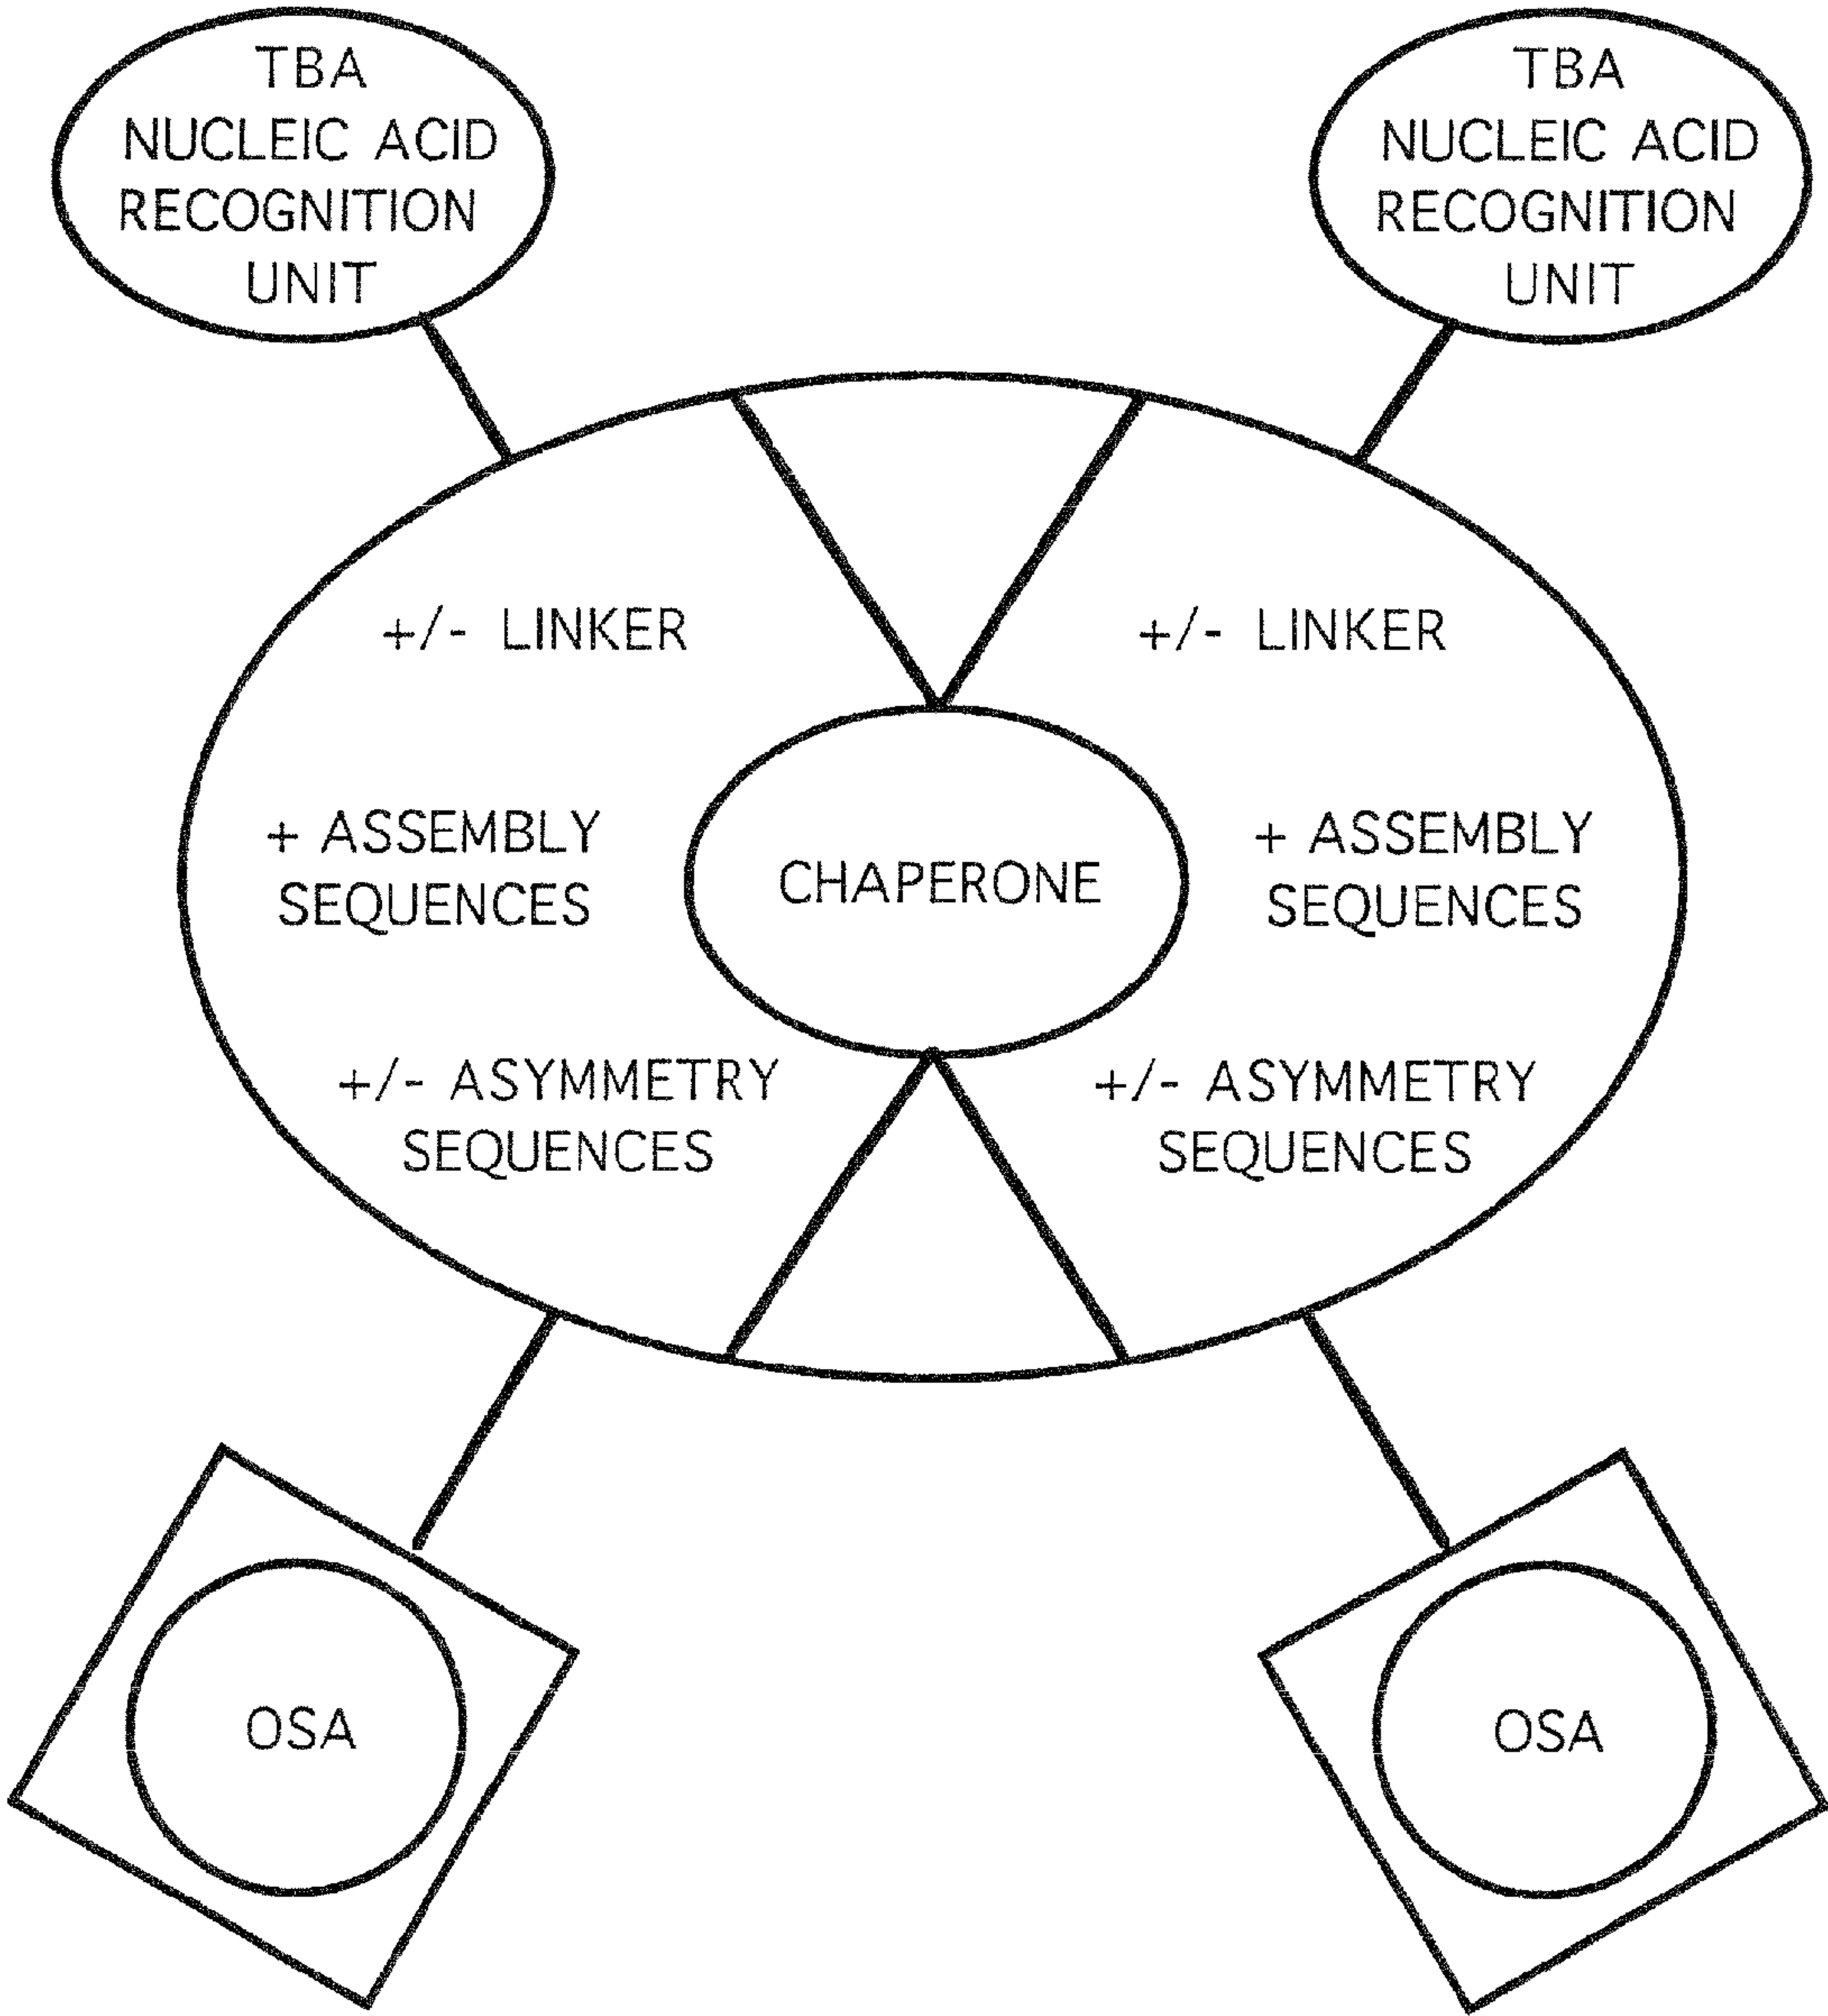 TBA
NUCLEIC ACID
RECOGNITION
UNIT
TBA
NUCLEIC ACID
RECOGNITION
UNIT
+/- LINKER
+/- LINKER
+ ASSEMBLY
SEQUENCES
CHAPERONE
+ ASSEMBLY
SEQUENCES
+/- ASYMMETRY
SEQUENCES
+/- ASYMMETRY
SEQUENCES
OSA
OSA